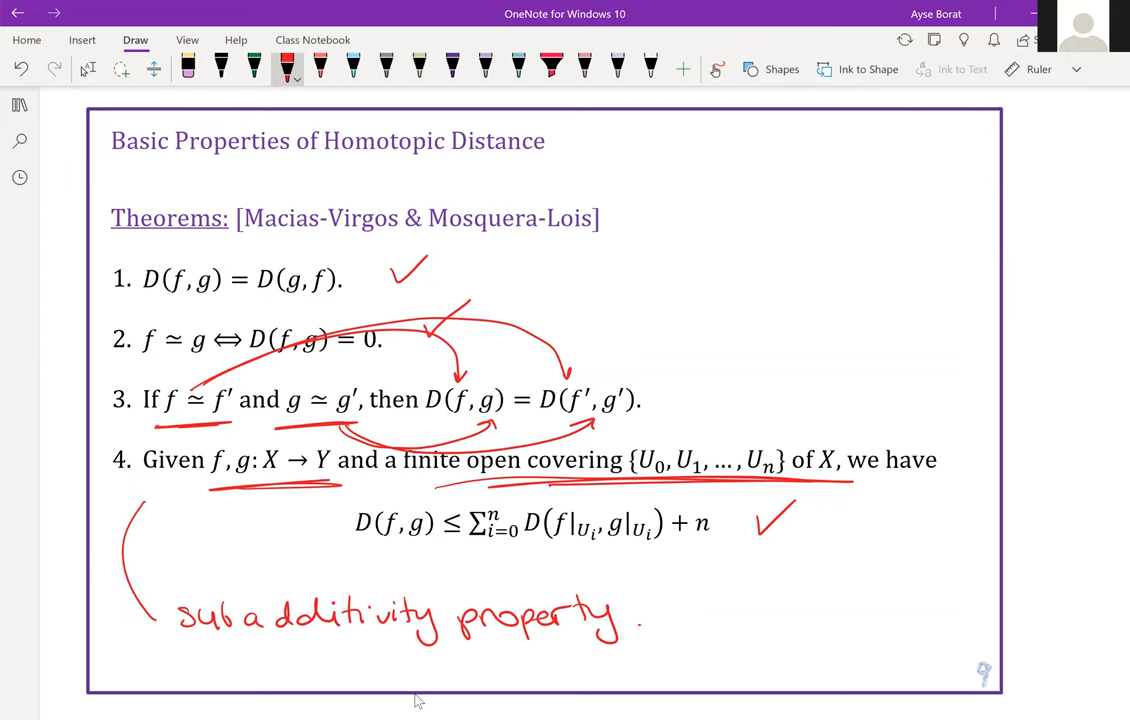 OneNote for Windows 10
Ayse Borat
Home Insert Draw View Help Class Notebook
Shapes Ink to Shape Ink to Text Ruler
Basic Properties of Homotopic Distance
Theorems: [Macias-Virgos & Mosquera-Lois]
1. D(f, g) = D(g, f).
2. f ≃ g ⇔ D(f, g) = 0.
3. If f ≃ f′ and g ≃ g′, then D(f, g) = D(f′, g′).
4. Given f, g: X → Y and a finite open covering {U₀, U₁, … , Uₙ} of X, we have
D(f, g) ≤ ∑ⁿᵢ₌₀ D(f|_{Uᵢ}, g|_{Uᵢ}) + n
subadditivity property.
9